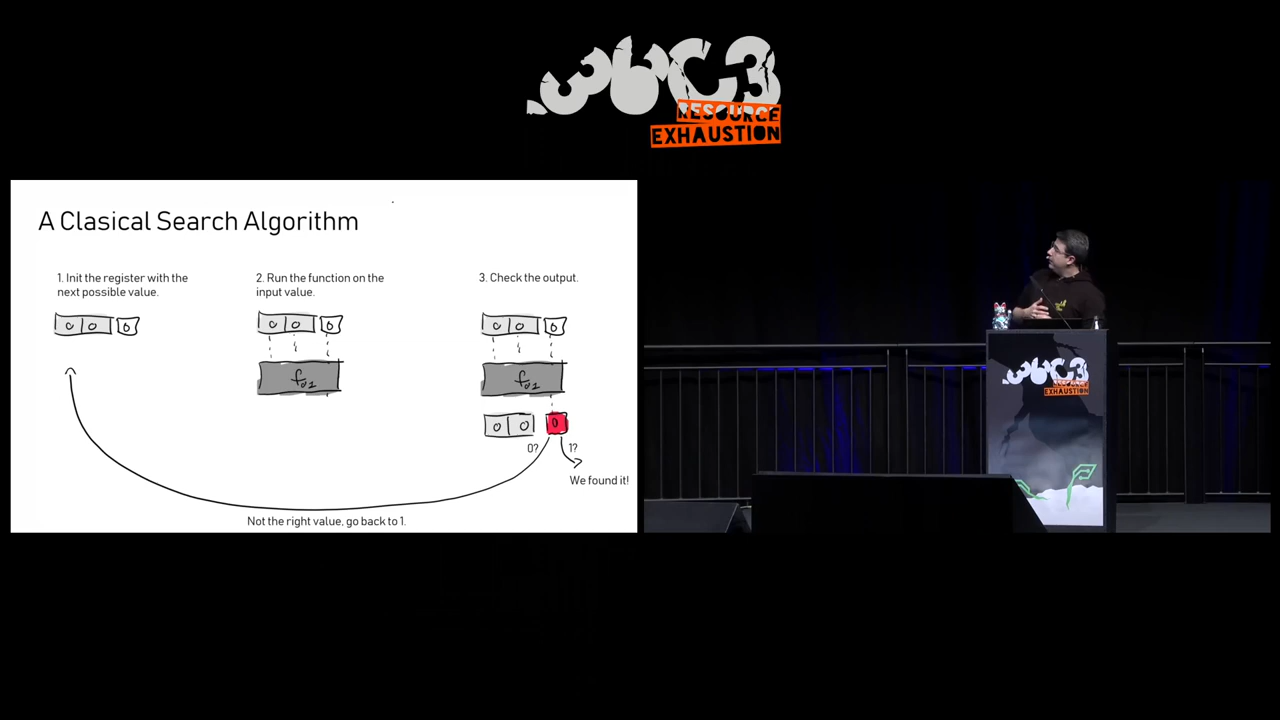 36C3
RESOURCE
EXHAUSTION
A Clasical Search Algorithm
1. Init the register with the
next possible value.
2. Run the function on the
input value.
3. Check the output.
0 0 0
0 0 0
0 0 0
f01
f01
0 0 0
0?
1?
We found it!
Not the right value, go back to 1.
36C3
RESOURCE
EXHAUSTION